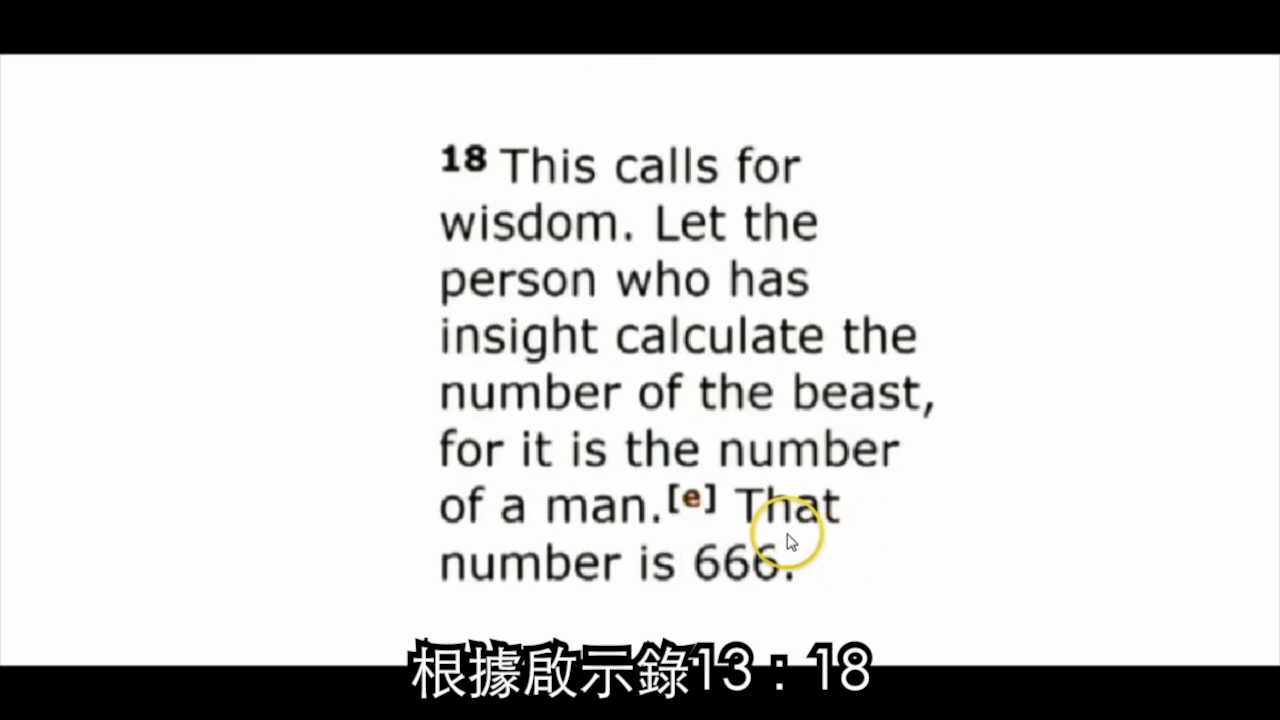 18 This calls for
wisdom. Let the
person who has
insight calculate the
number of the beast,
for it is the number
of a man.[e] That
number is 666.
根據啟示錄13：18